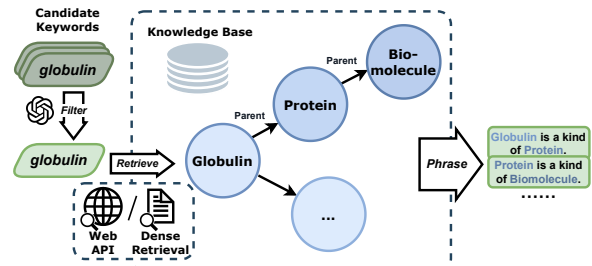 Candidate
Keywords
globulin
Filter
globulin
Retrieve
Web
API
/
Dense
Retrieval
Knowledge Base
Globulin
Parent
Protein
Parent
Bio-
molecule
...
Phrase
Globulin is a kind
of Protein.
Protein is a kind
of Biomolecule.
......